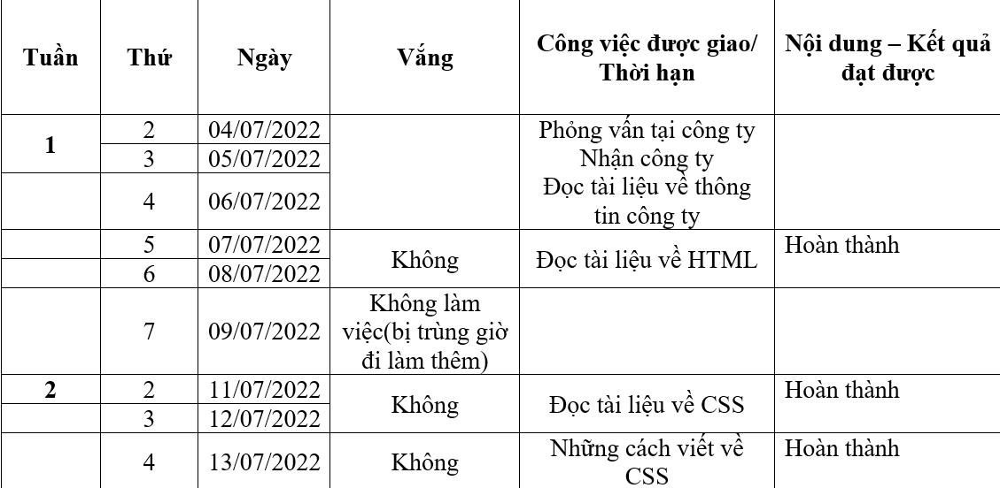 Tuần Thứ Ngày Vắng Công việc được giao/ Thời hạn Nội dung – Kết quả đạt được
1 2 04/07/2022 Phỏng vấn tại công ty
3 05/07/2022 Nhận công ty
4 06/07/2022 Đọc tài liệu về thông tin công ty
5 07/07/2022 Không Đọc tài liệu về HTML Hoàn thành
6 08/07/2022
7 09/07/2022 Không làm việc(bị trùng giờ đi làm thêm)
2 2 11/07/2022 Không Đọc tài liệu về CSS Hoàn thành
3 12/07/2022
4 13/07/2022 Không Những cách viết về CSS Hoàn thành